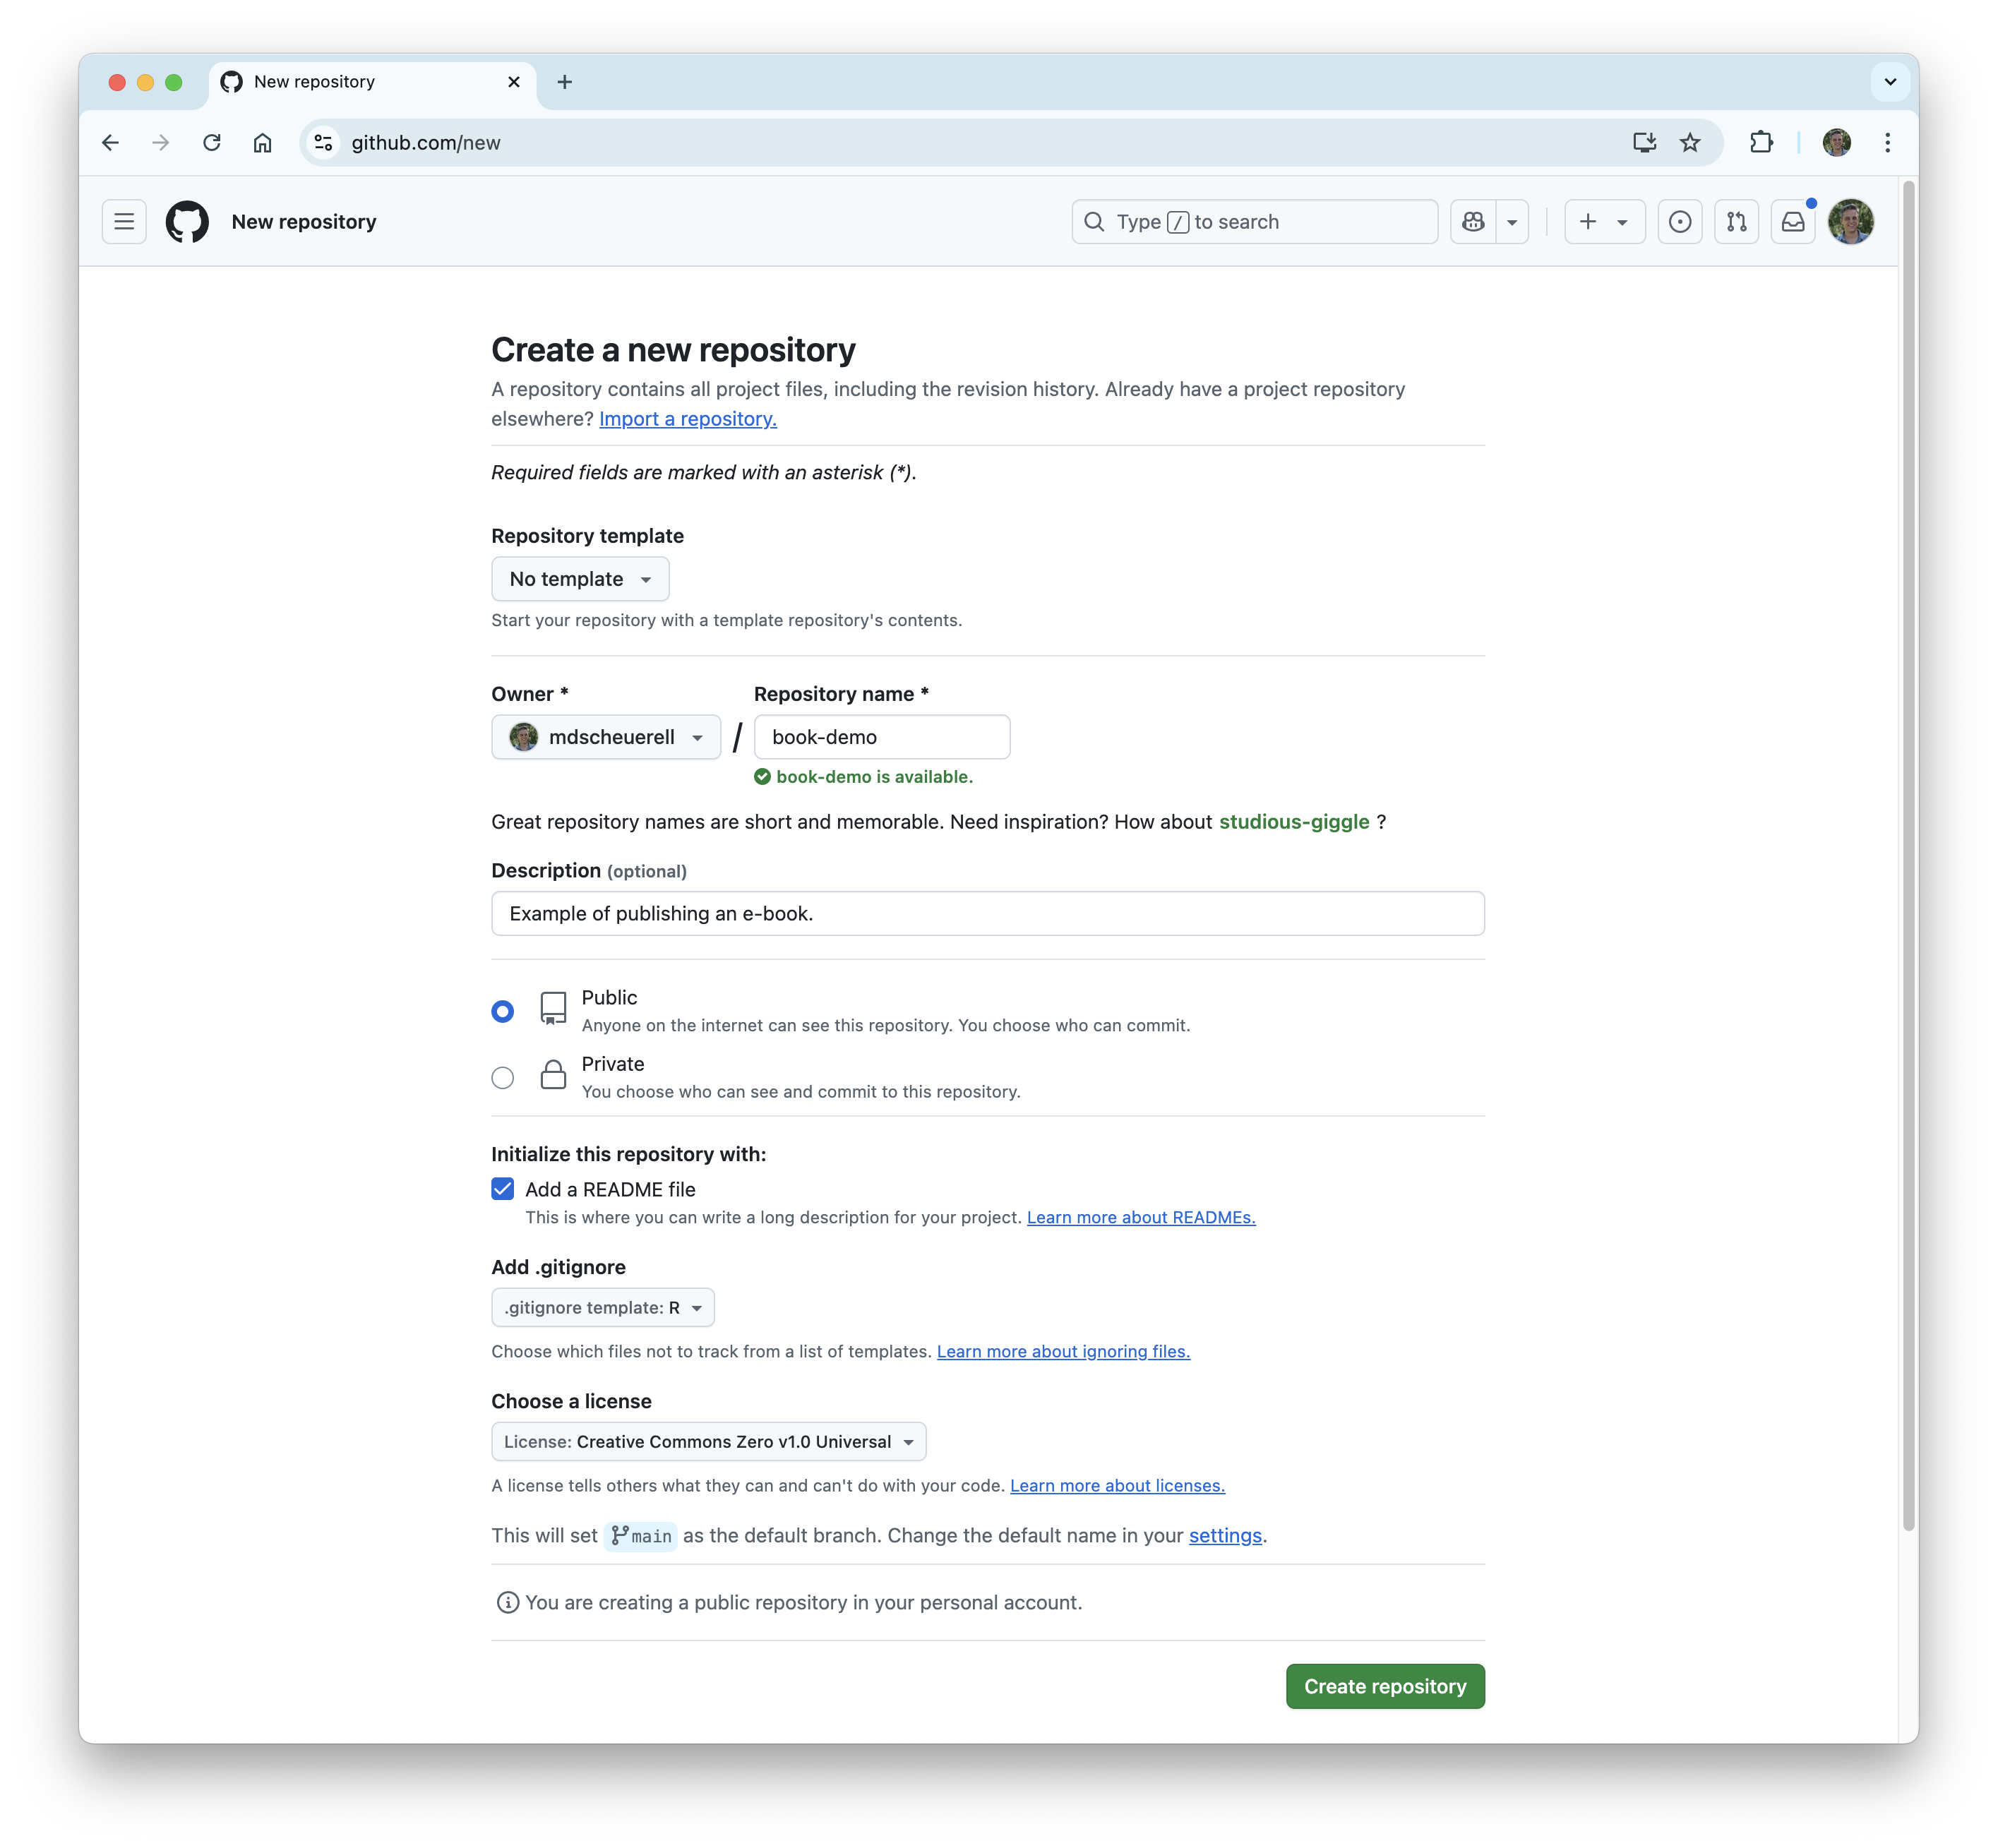 New repository
github.com/new
New repository
Type / to search
Create a new repository
A repository contains all project files, including the revision history. Already have a project repository
elsewhere? Import a repository.
Required fields are marked with an asterisk (*).
Repository template
No template
Start your repository with a template repository's contents.
Owner * Repository name *
mdscheuerell / book-demo
book-demo is available.
Great repository names are short and memorable. Need inspiration? How about studious-giggle ?
Description (optional)
Example of publishing an e-book.
Public
Anyone on the internet can see this repository. You choose who can commit.
Private
You choose who can see and commit to this repository.
Initialize this repository with:
Add a README file
This is where you can write a long description for your project. Learn more about READMEs.
Add .gitignore
.gitignore template: R
Choose which files not to track from a list of templates. Learn more about ignoring files.
Choose a license
License: Creative Commons Zero v1.0 Universal
A license tells others what they can and can't do with your code. Learn more about licenses.
This will set main as the default branch. Change the default name in your settings.
You are creating a public repository in your personal account.
Create repository